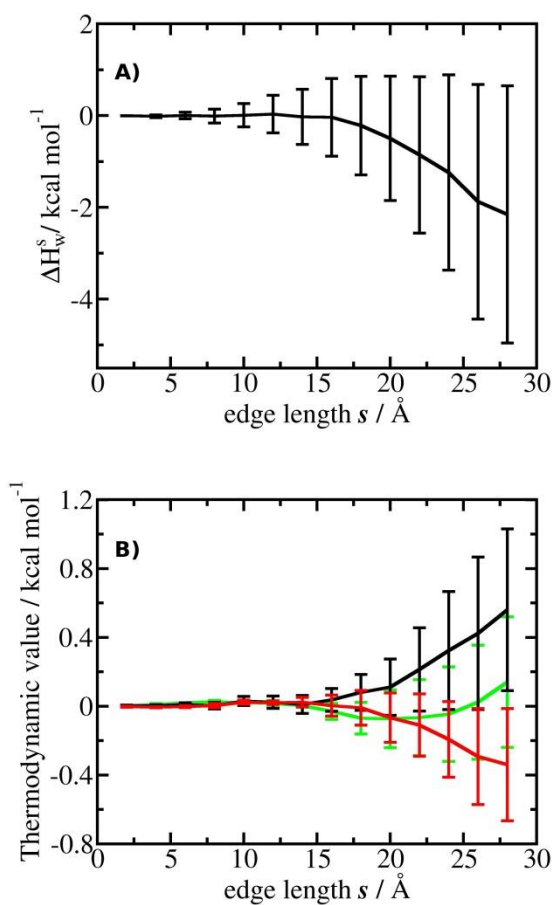 A)
ΔH_w^s / kcal mol⁻¹
2
0
-2
-4
0 5 10 15 20 25 30
edge length s / Å
B)
Thermodynamic value / kcal mol⁻¹
1.2
0.8
0.4
0
-0.4
-0.8
0 5 10 15 20 25 30
edge length s / Å